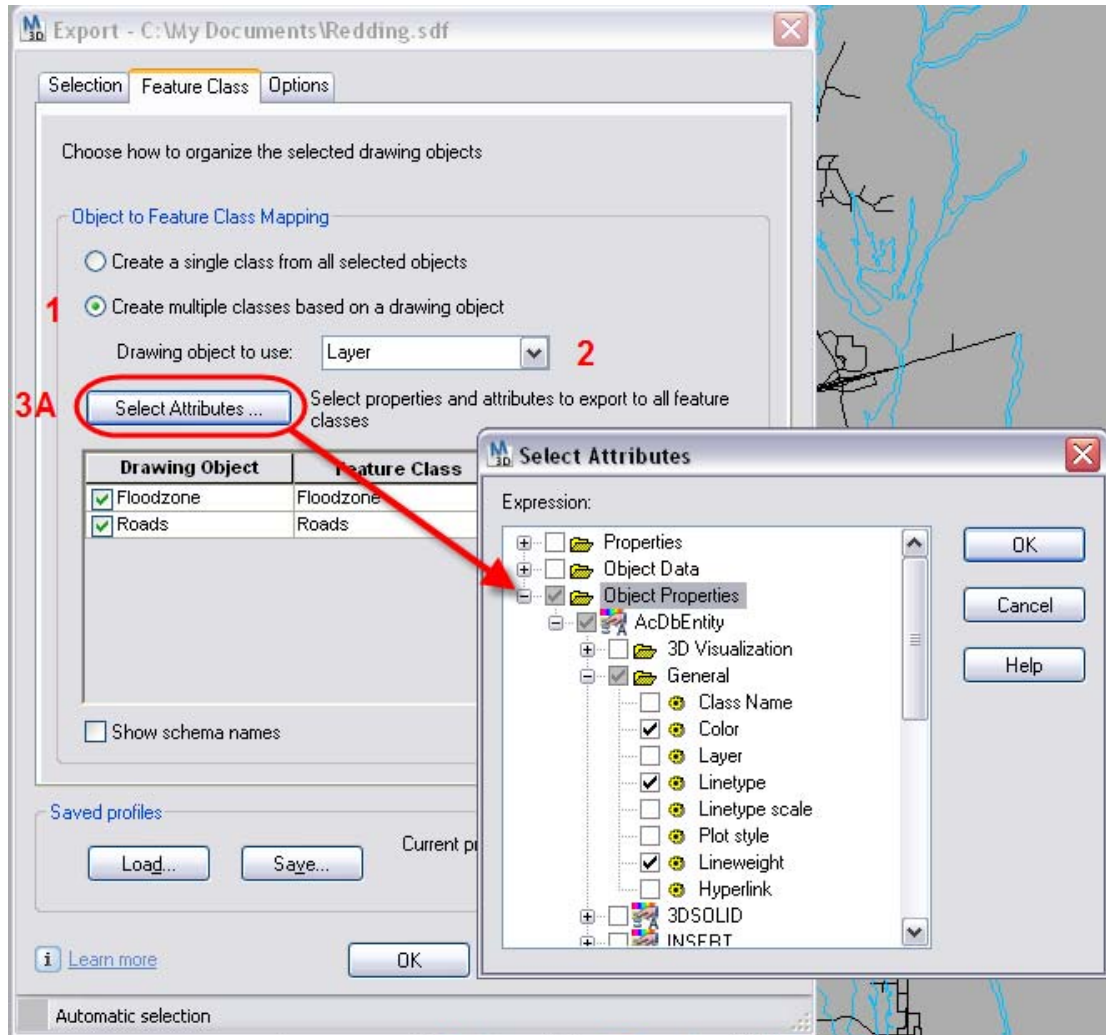 Export - C:\My Documents\Redding.sdf
Selection
Feature Class
Options
Choose how to organize the selected drawing objects
Object to Feature Class Mapping
Create a single class from all selected objects
1
Create multiple classes based on a drawing object
Drawing object to use:
Layer
2
3A
Select Attributes ...
Select properties and attributes to export to all feature
classes
Drawing Object
Feature Class
Floodzone
Floodzone
Roads
Roads
Show schema names
Saved profiles
Load...
Save...
Current
Learn more
OK
Automatic selection
M
3D
Select Attributes
Expression:
Properties
Object Data
Object Properties
AcDbEntity
3D Visualization
General
Class Name
Color
Layer
Linetype
Linetype scale
Plot style
Lineweight
Hyperlink
3DSOLID
INSERT
OK
Cancel
Help